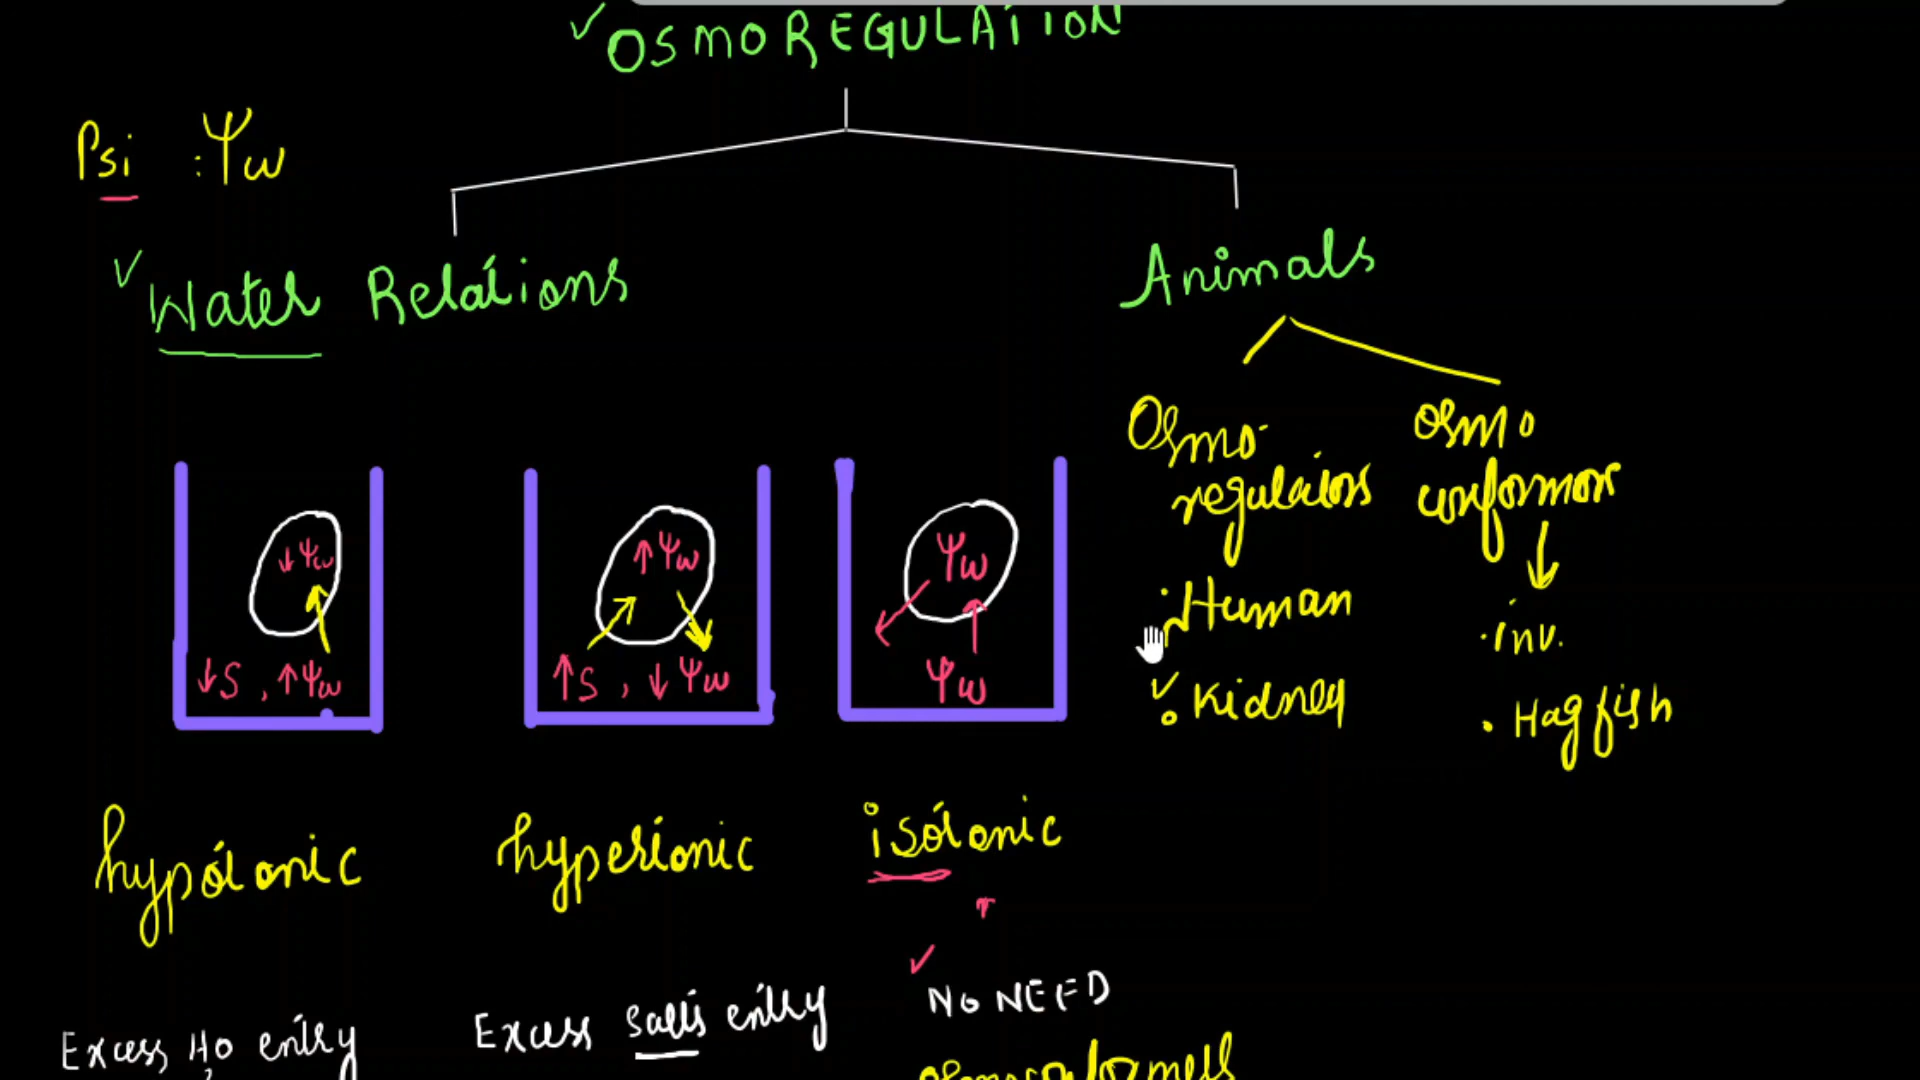 ✓ OSMOREGULATION
Psi : Ψw
✓ Water Relations
Animals
Osmo-
regulators
Osmo
conformors
↓Ψw
↓S, ↑Ψw
↑Ψw
↑S, ↓Ψw
Ψw
Ψw
• Human
✓ • Kidney
• inv.
• Hagfish
hypotonic
hypertonic
isotonic
✓ NO NEED
Excess H2O entry
Excess Salts entry